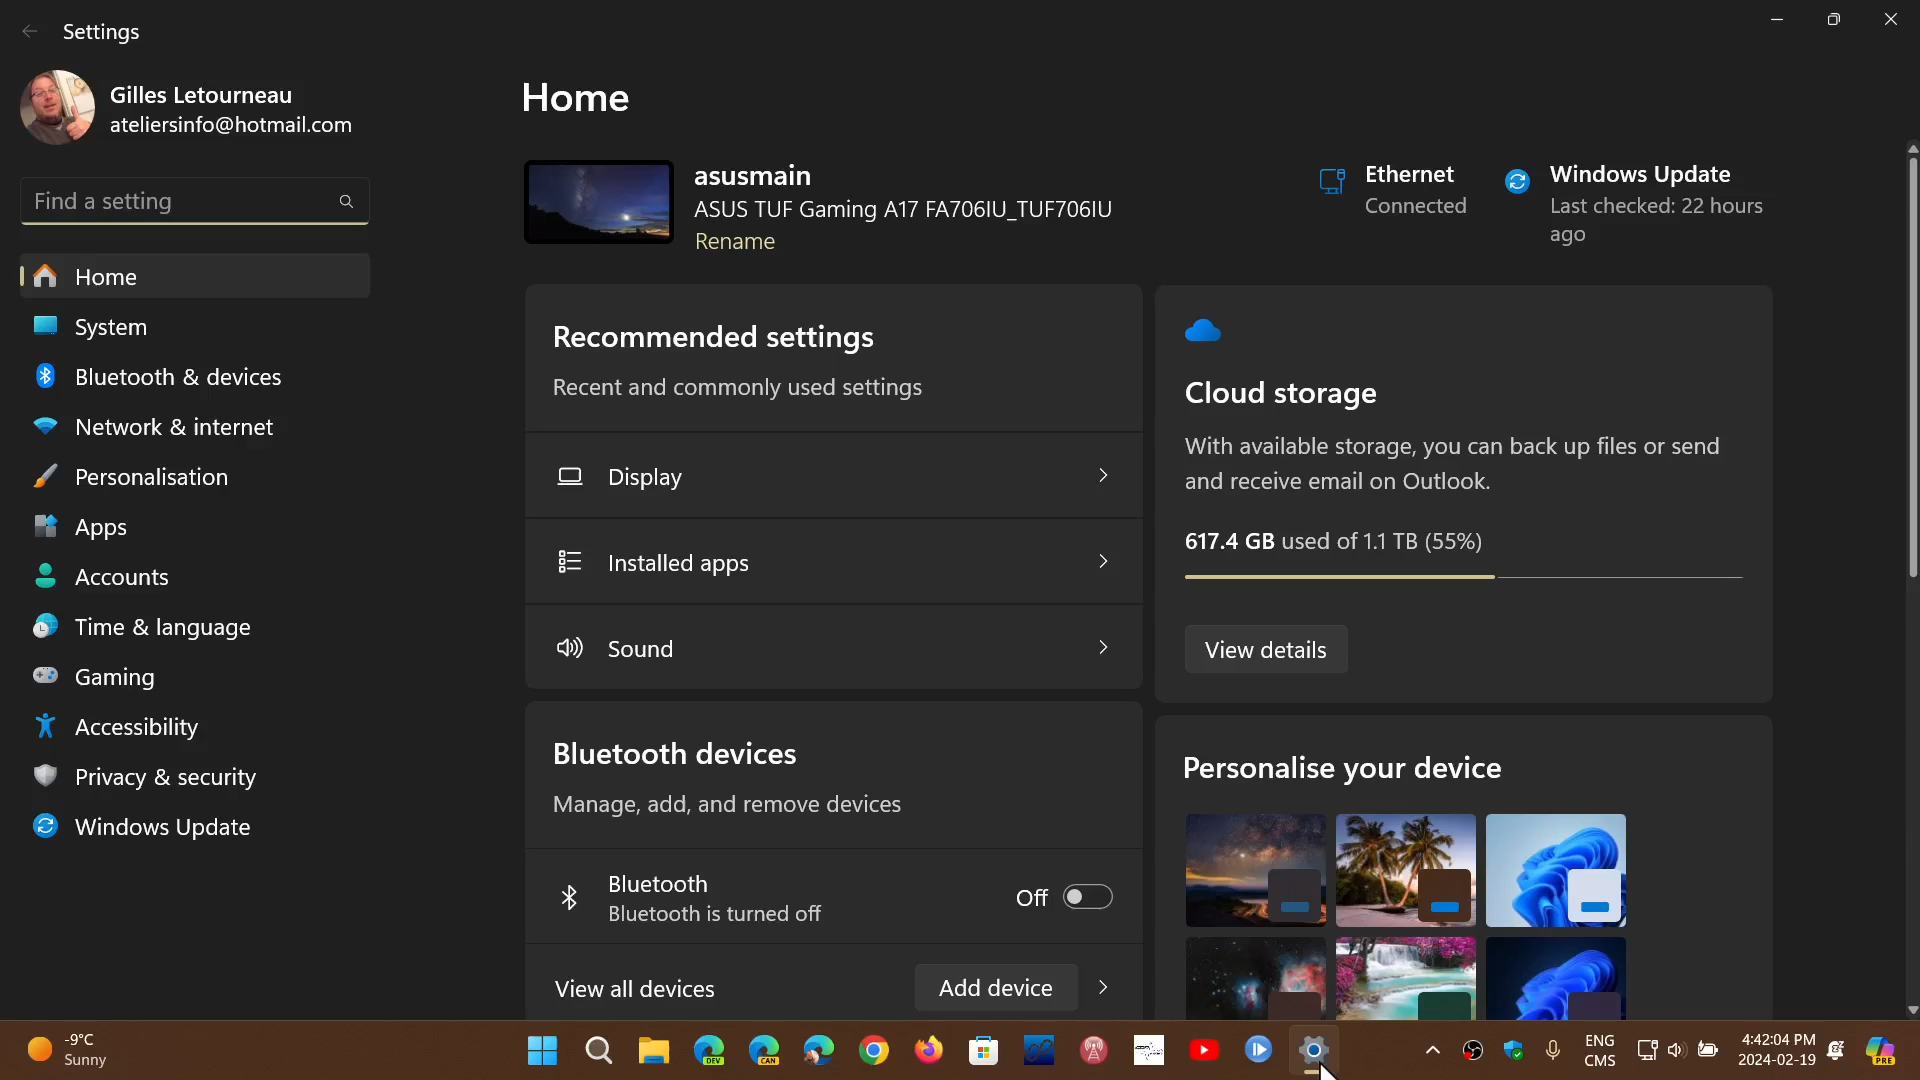 Settings
Gilles Letourneau
ateliersinfo@hotmail.com
Find a setting
Home
System
Bluetooth & devices
Network & internet
Personalisation
Apps
Accounts
Time & language
Gaming
Accessibility
Privacy & security
Windows Update
Home
asusmain
ASUS TUF Gaming A17 FA706IU_TUF706IU
Rename
Ethernet
Connected
Windows Update
Last checked: 22 hours
ago
Recommended settings
Recent and commonly used settings
Display
Installed apps
Sound
Cloud storage
With available storage, you can back up files or send
and receive email on Outlook.
617.4 GB used of 1.1 TB (55%)
View details
Bluetooth devices
Manage, add, and remove devices
Bluetooth
Bluetooth is turned off
Off
View all devices
Add device
Personalise your device
-9°C
Sunny
DEV
CAN
ENG
CMS
4:42:04 PM
2024-02-19
PRE